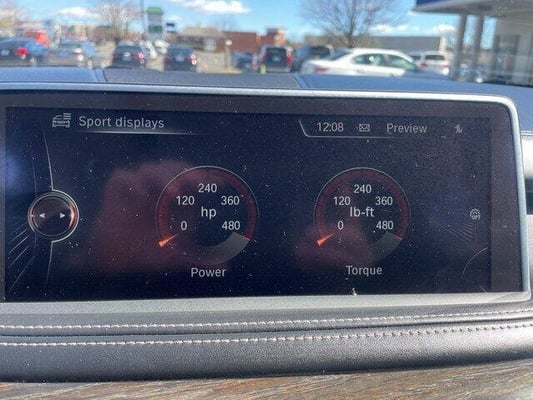 Sport displays
12:08 Preview
240 240
120 hp 360 120 lb-ft 360
0 480 0 480
Power Torque
OFF